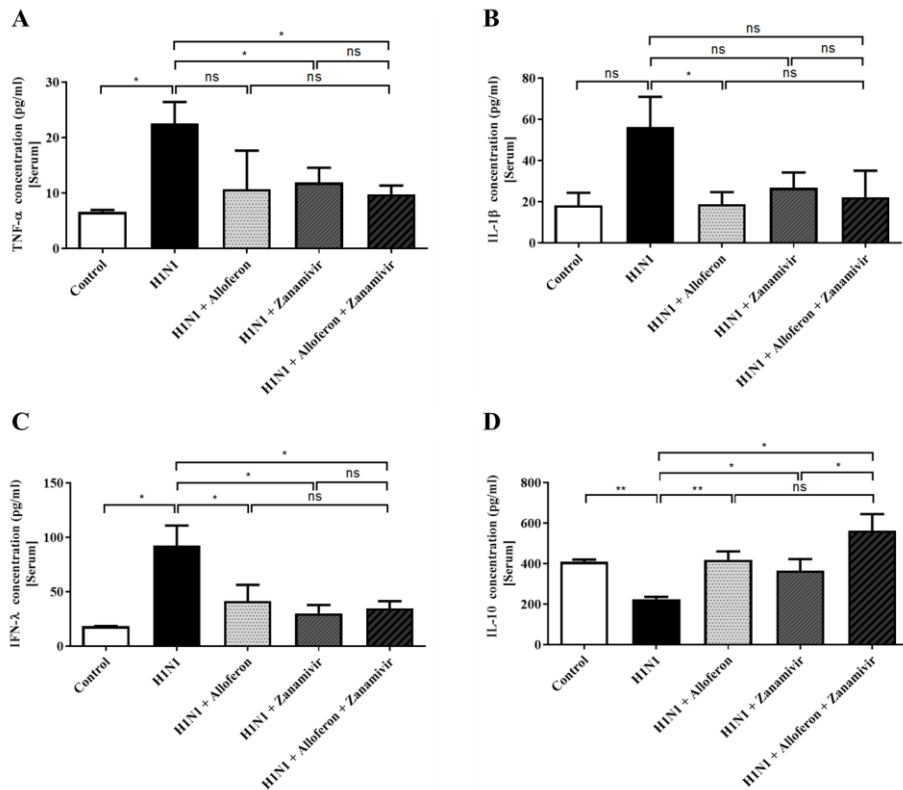 A
*
*
ns
*
ns
ns
TNF-α concentration (pg/ml)
[Serum]
30
20
10
0
Control
H1N1
H1N1 + Alloferon
H1N1 + Zanamivir
H1N1 + Alloferon + Zanamivir
B
ns
ns
ns
ns
*
ns
IL-1β concentration (pg/ml)
[Serum]
80
60
40
20
0
Control
H1N1
H1N1 + Alloferon
H1N1 + Zanamivir
H1N1 + Alloferon + Zanamivir
C
*
*
ns
*
*
ns
IFN-λ concentration (pg/ml)
[Serum]
150
100
50
0
Control
H1N1
H1N1 + Alloferon
H1N1 + Zanamivir
H1N1 + Alloferon + Zanamivir
D
*
*
*
**
**
ns
IL-10 concentration (pg/ml)
[Serum]
800
600
400
200
0
Control
H1N1
H1N1 + Alloferon
H1N1 + Zanamivir
H1N1 + Alloferon + Zanamivir